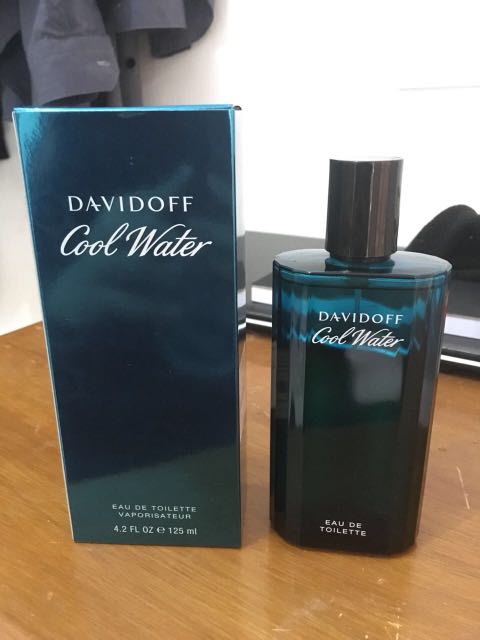 DAVIDOFF
Cool Water
EAU DE TOILETTE
VAPORISATEUR
4.2 FL OZ ℮ 125 ml
DAVIDOFF
Cool Water
EAU DE
TOILETTE